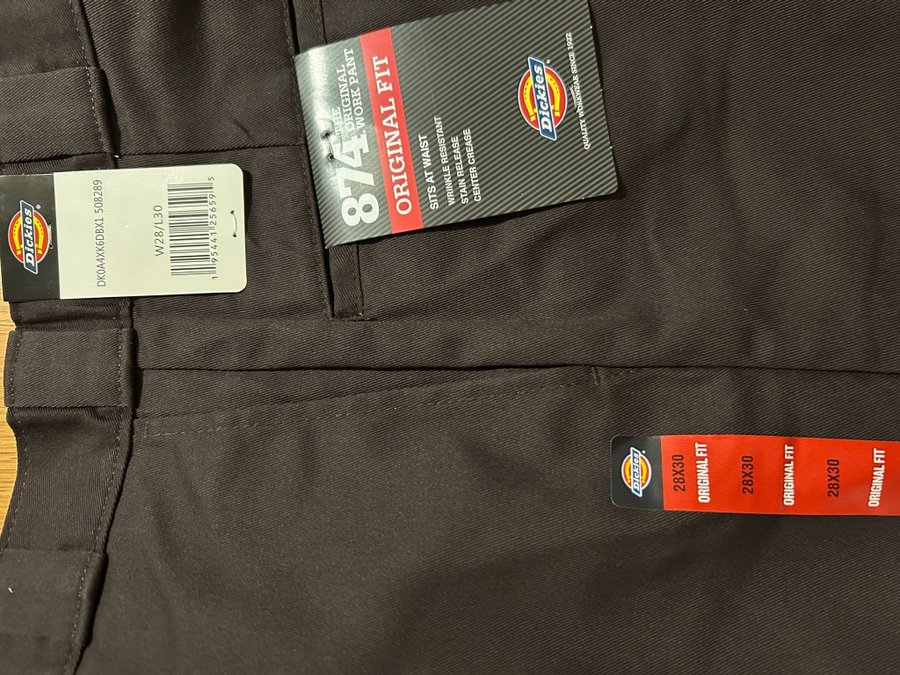 Dickies
DK0A4XK6DBX1 508289
W28/L30
1 95441 25659 5
874
THE
ORIGINAL
WORK PANT
ORIGINAL FIT
SITS AT WAIST
WRINKLE RESISTANT
STAIN RELEASE
CENTER CREASE
Dickies
QUALITY WORKWEAR SINCE 1922
Dickies
28X30
ORIGINAL FIT
28X30
ORIGINAL FIT
28X30
ORIGINAL FIT